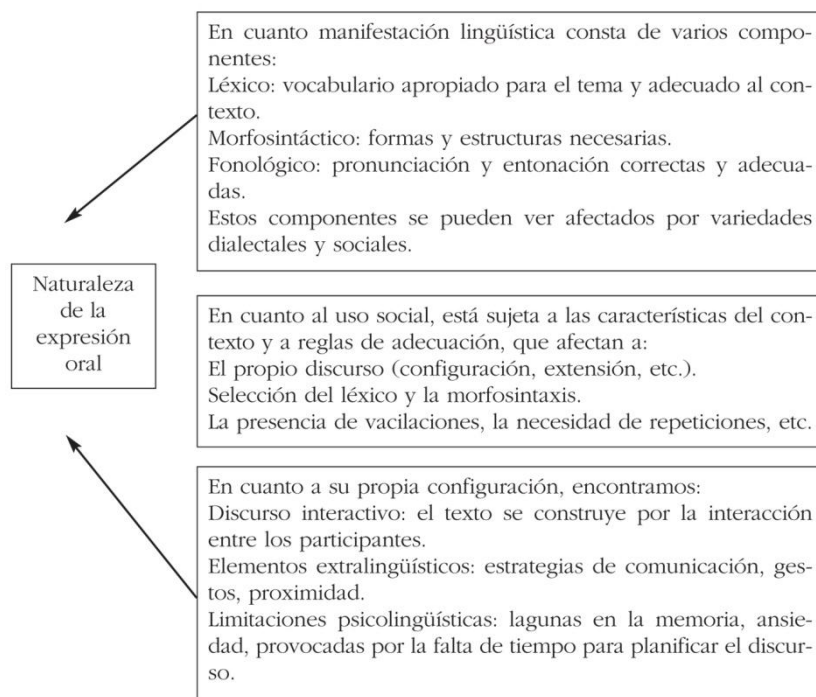 En cuanto manifestación lingüística consta de varios compo-
nentes:
Léxico: vocabulario apropiado para el tema y adecuado al con-
texto.
Morfosintáctico: formas y estructuras necesarias.
Fonológico: pronunciación y entonación correctas y adecua-
das.
Estos componentes se pueden ver afectados por variedades
dialectales y sociales.
Naturaleza
de la
expresión
oral
En cuanto al uso social, está sujeta a las características del con-
texto y a reglas de adecuación, que afectan a:
El propio discurso (configuración, extensión, etc.).
Selección del léxico y la morfosintaxis.
La presencia de vacilaciones, la necesidad de repeticiones, etc.
En cuanto a su propia configuración, encontramos:
Discurso interactivo: el texto se construye por la interacción
entre los participantes.
Elementos extralingüísticos: estrategias de comunicación, ges-
tos, proximidad.
Limitaciones psicolingüísticas: lagunas en la memoria, ansie-
dad, provocadas por la falta de tiempo para planificar el discur-
so.